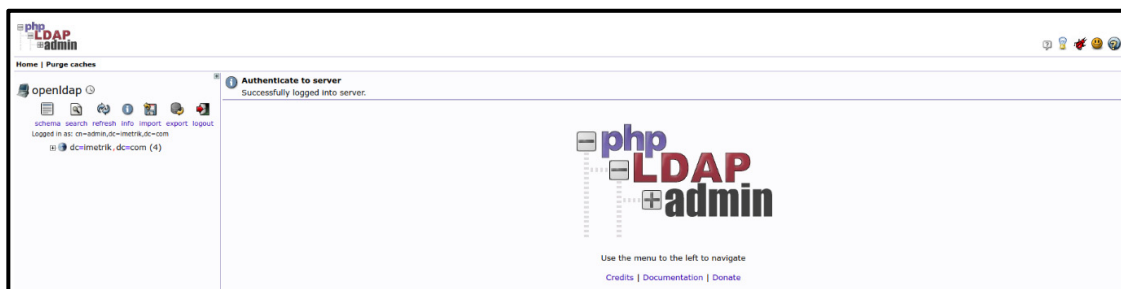 php
LDAP
admin
Home | Purge caches
openldap
schema search refresh info import export logout
Logged in as: cn=admin,dc=imetrik,dc=com
dc=imetrik,dc=com (4)
Authenticate to server
Successfully logged into server.
php
LDAP
admin
Use the menu to the left to navigate
Credits | Documentation | Donate